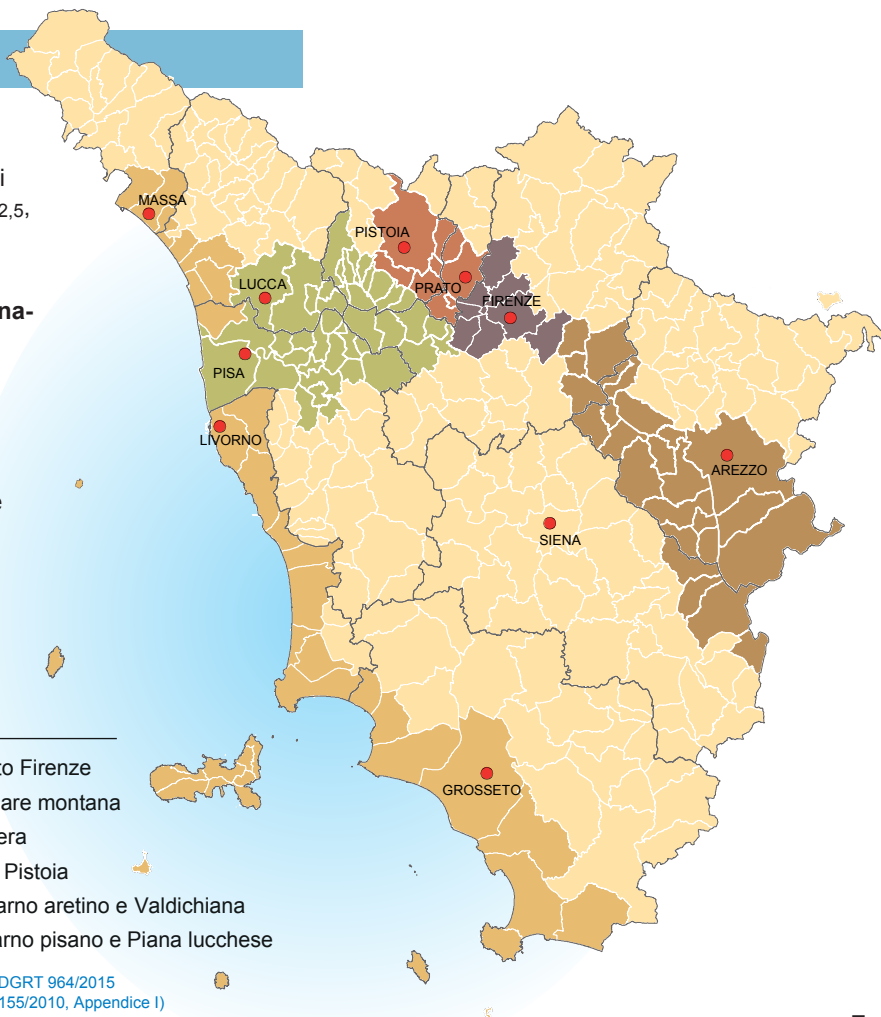 i
2,5,
na-
e
MASSA
PISTOIA
LUCCA
PRATO
FIRENZE
PISA
LIVORNO
AREZZO
SIENA
GROSSETO
to Firenze
are montana
era
Pistoia
arno aretino e Valdichiana
arno pisano e Piana lucchese
DGRT 964/2015
155/2010, Appendice I)